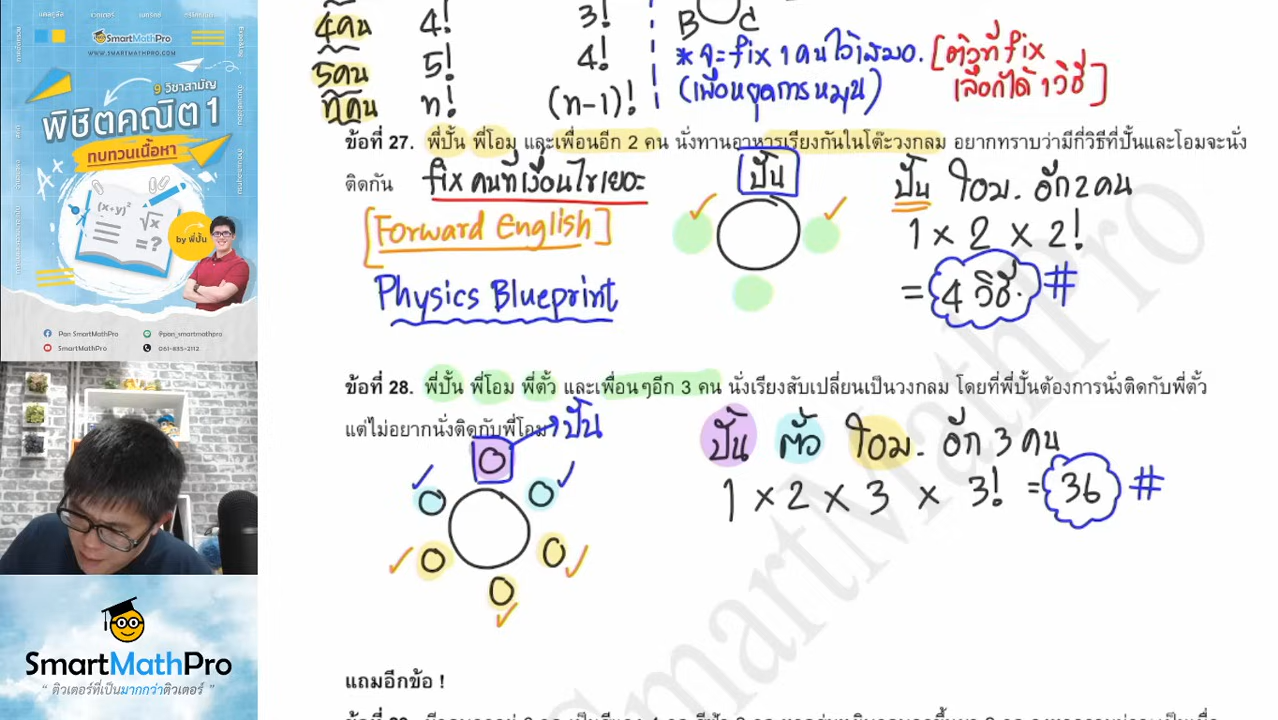 SmartMathPro
WWW.SMARTMATHPRO.COM
9 วิชาสามัญ
พิชิตคณิต 1
ทบทวนเนื้อหา
by พี่ปั้น
Pan SmartMathPro
@pan_smartmathpro
SmartMathPro
061-835-2112
SmartMathPro
“ ติวเตอร์ที่เป็นมากกว่าติวเตอร์ ”
4คน 4! 3!
5คน 5! 4!
n คน n! (n-1)!
B C
* จะ fix 1 คนไว้เสมอ. [ตัวที่ fix
(เพื่อหยุดการหมุน) เลือกได้ 1 วิธี]
ข้อที่ 27. พี่ปั้น พี่โอม และเพื่อนอีก 2 คน นั่งทานอาหารเรียงกันในโต๊ะวงกลม อยากทราบว่ามีกี่วิธีที่ปั้นและโอมจะนั่ง
ติดกัน
fix คนที่เงื่อนไขเยอะ
[Forward English]
Physics Blueprint
ปั้น
ปั้น โอม. อีก 2 คน
1 × 2 × 2!
= 4 วิธี. #
ข้อที่ 28. พี่ปั้น พี่โอม พี่ตั้ว และเพื่อนๆอีก 3 คน นั่งเรียงสับเปลี่ยนเป็นวงกลม โดยที่พี่ปั้นต้องการนั่งติดกับพี่ตั้ว
แต่ไม่อยากนั่งติดกับพี่โอม
ปั้น
ปั้น ตั้ว โอม. อีก 3 คน
1 × 2 × 3 × 3! = 36 #
แถมอีกข้อ !
SmartMathPro